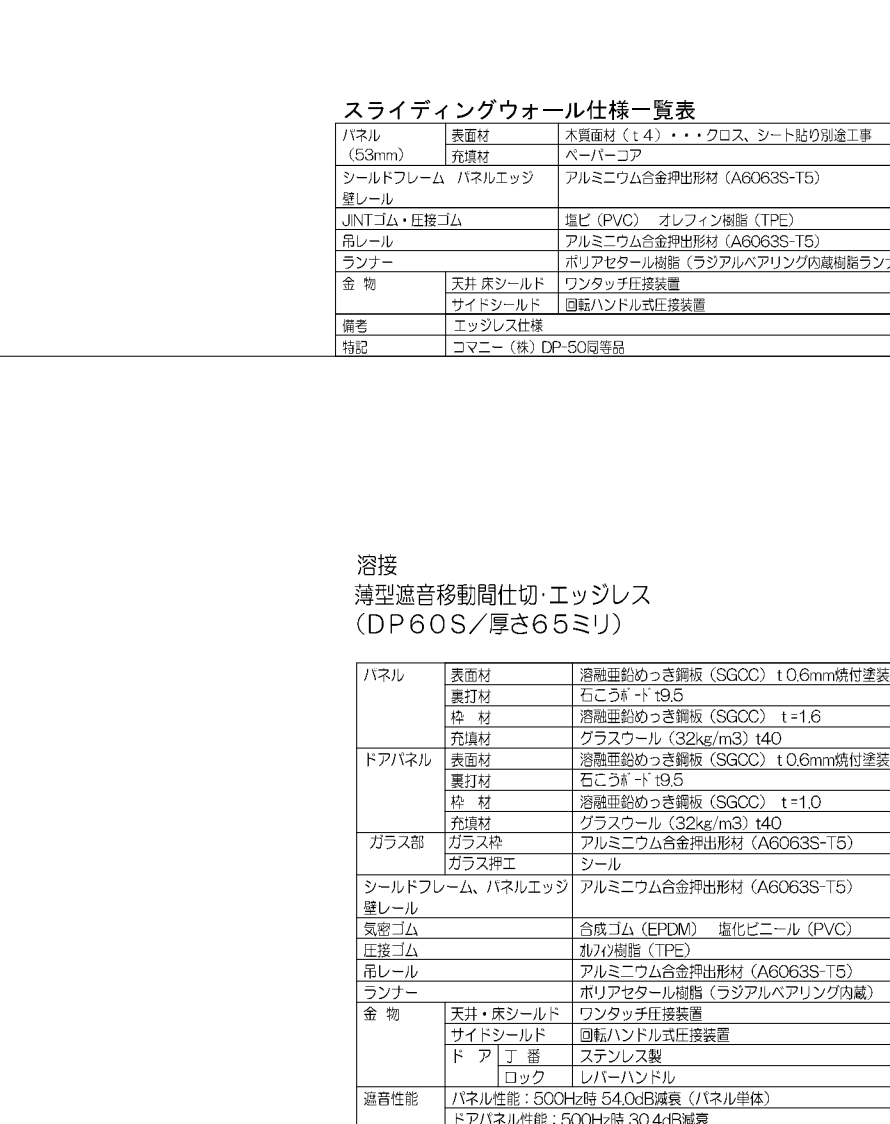 スライディングウォール仕様一覧表
パネル 表面材 木質面材（ｔ４）・・・クロス、シート貼り別途工事
（53mm） 充填材 ペーパーコア
シールドフレーム　パネルエッジ アルミニウム合金押出形材（A6063S-T5）
壁レール
JINTゴム・圧接ゴム 塩ビ（PVC）　オレフィン樹脂（TPE）
吊レール アルミニウム合金押出形材（A6063S-T5）
ランナー ポリアセタール樹脂（ラジアルベアリング内蔵樹脂ランナ
金 物 天井 床シールド ワンタッチ圧接装置
サイドシールド 回転ハンドル式圧接装置
備考 エッジレス仕様
特記 コマニー（株）DP-50同等品
溶接
薄型遮音移動間仕切・エッジレス
（DP60S／厚さ65ミリ）
パネル 表面材 溶融亜鉛めっき鋼板（SGCC）ｔ0.6mm焼付塗装
裏打材 石こうﾎﾞｰﾄﾞt9.5
枠　材 溶融亜鉛めっき鋼板（SGCC）　ｔ=1.6
充填材 グラスウール（32kg/m3）t40
ドアパネル 表面材 溶融亜鉛めっき鋼板（SGCC）ｔ0.6mm焼付塗装
裏打材 石こうﾎﾞｰﾄﾞt9.5
枠　材 溶融亜鉛めっき鋼板（SGCC）　ｔ=1.0
充填材 グラスウール（32kg/m3）t40
ガラス部 ガラス枠 アルミニウム合金押出形材（A6063S-T5）
ガラス押エ シール
シールドフレーム、パネルエッジ アルミニウム合金押出形材（A6063S-T5）
壁レール
気密ゴム 合成ゴム（EPDM）　塩化ビニール（PVC）
圧接ゴム ｵﾚﾌｨﾝ樹脂（TPE）
吊レール アルミニウム合金押出形材（A6063S-T5）
ランナー ポリアセタール樹脂（ラジアルベアリング内蔵）
金 物 天井・床シールド ワンタッチ圧接装置
サイドシールド 回転ハンドル式圧接装置
ド　ア 丁　番 ステンレス製
ロック レバーハンドル
遮音性能 パネル性能：500Hz時 54.0dB減衰（パネル単体）
ドアパネル性能：500Hz時 30.4dB減衰